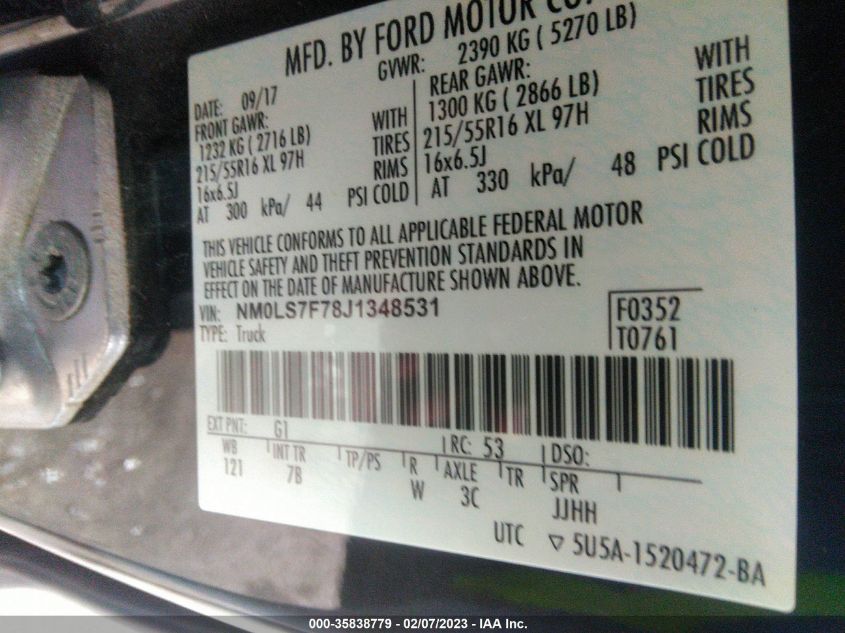 MFD. BY FORD MOTOR CO.
GVWR: 2390 KG ( 5270 LB)
DATE: 09/17
FRONT GAWR:
1232 KG ( 2716 LB) WITH
215/55R16 XL 97H TIRES
16x6.5J RIMS
AT 300 kPa/ 44 PSI COLD
REAR GAWR: WITH
1300 KG ( 2866 LB) TIRES
215/55R16 XL 97H RIMS
16x6.5J
AT 330 kPa/ 48 PSI COLD
THIS VEHICLE CONFORMS TO ALL APPLICABLE FEDERAL MOTOR
VEHICLE SAFETY AND THEFT PREVENTION STANDARDS IN
EFFECT ON THE DATE OF MANUFACTURE SHOWN ABOVE.
VIN: NM0LS7F78J1348531
TYPE: Truck
F0352
T0761
EXT PNT: G1 RC: 53 DSO:
WB INT TR TP/PS R AXLE TR SPR
121 7B W 3C JJHH
UTC ▽ 5U5A-1520472-BA
000-35838779 - 02/07/2023 - IAA Inc.